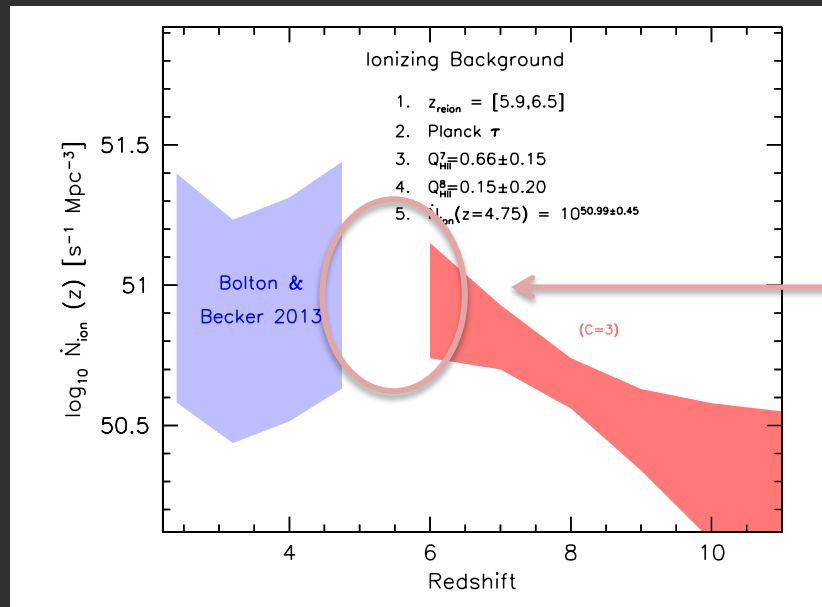 Ionizing Background
1. z_reion = [5.9,6.5]
2. Planck τ
3. Q^7_HII=0.66±0.15
4. Q^8_HII=0.15±0.20
5. Ṅ_ion(z=4.75) = 10^50.99±0.45
log₁₀ Ṅ_ion (z) [s⁻¹ Mpc⁻³]
51.5
51
50.5
Bolton &
Becker 2013
(C=3)
4 6 8 10
Redshift